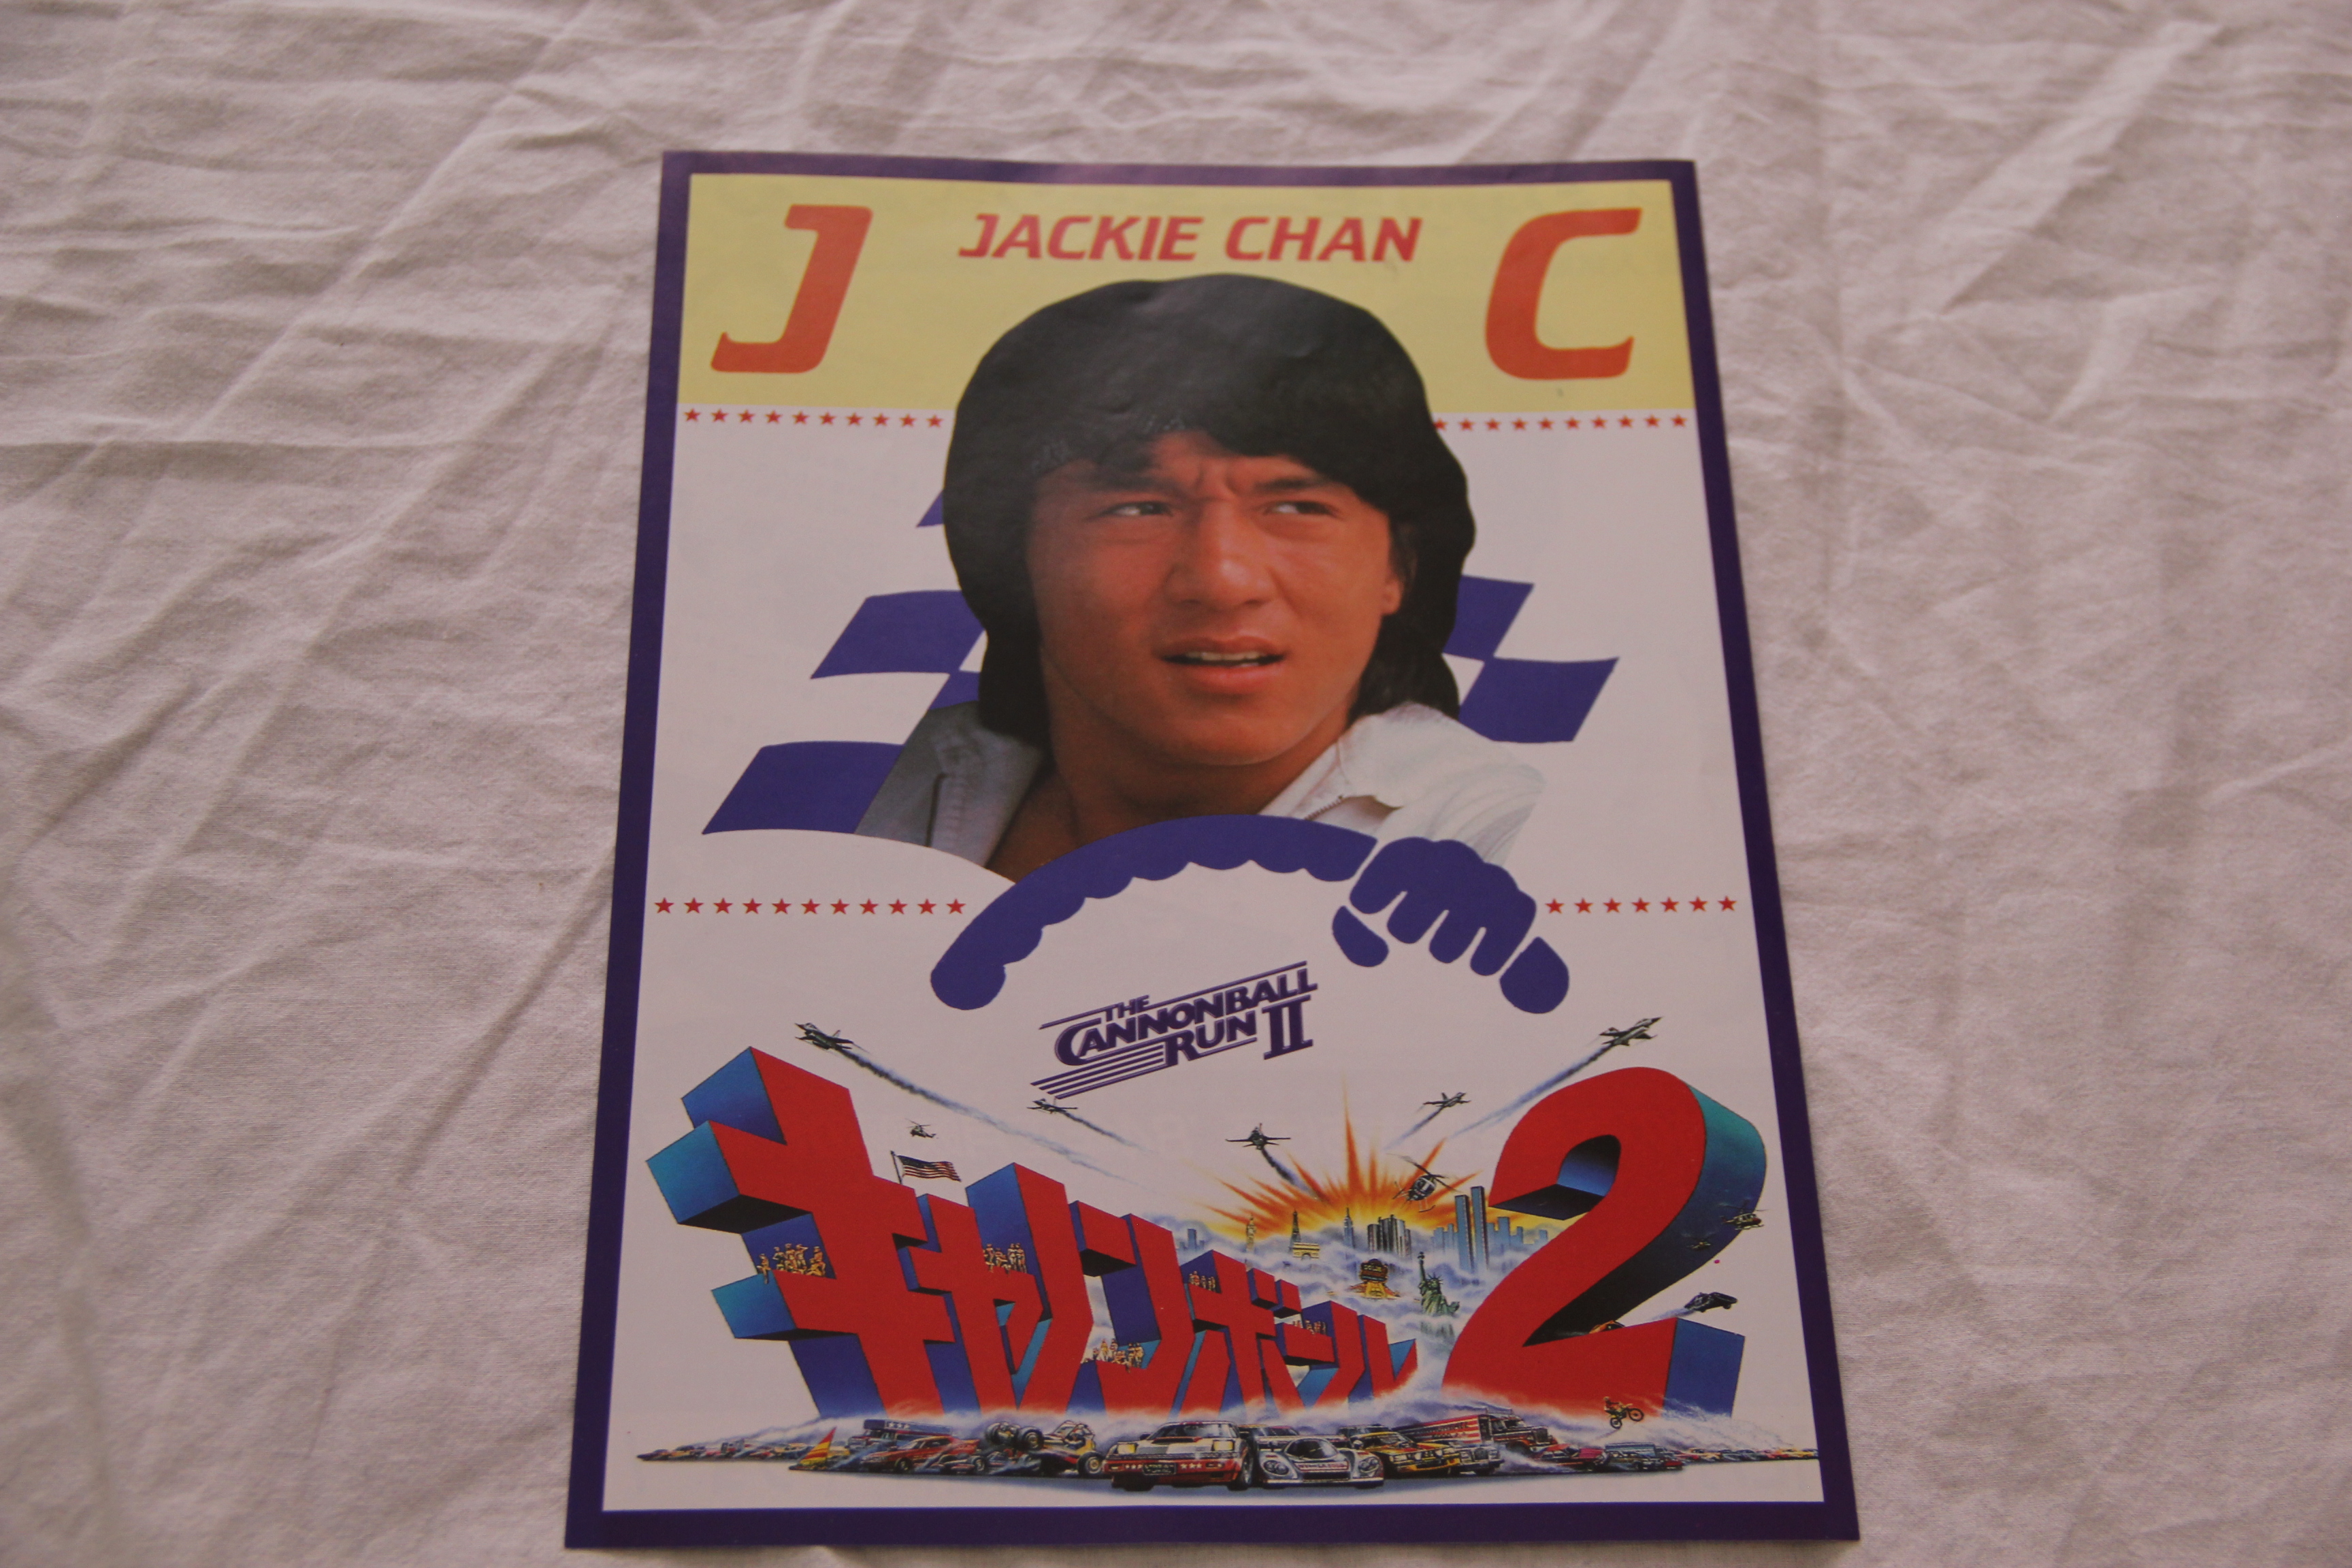 J JACKIE CHAN C
THE
CANNONBALL
RUN II
キャノンボール2